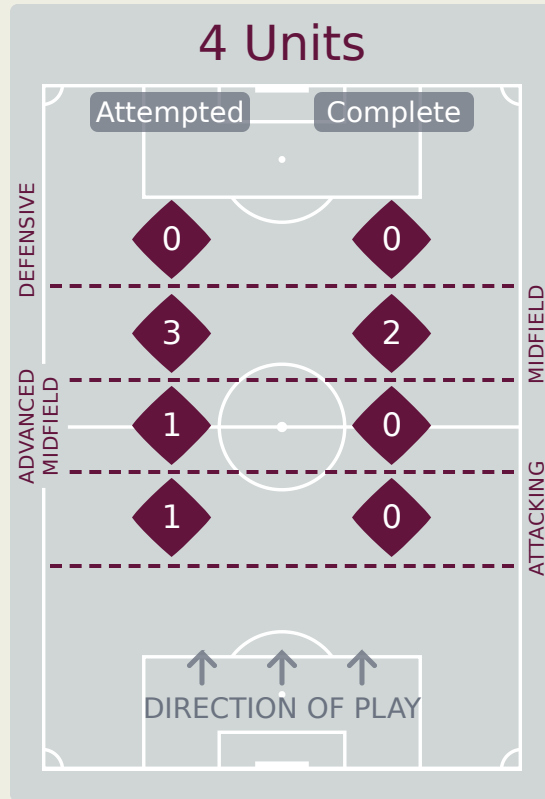 4 Units
Attempted
Complete
DEFENSIVE
0
0
MIDFIELD
3
2
ADVANCED
MIDFIELD
1
0
ATTACKING
1
0
DIRECTION OF PLAY